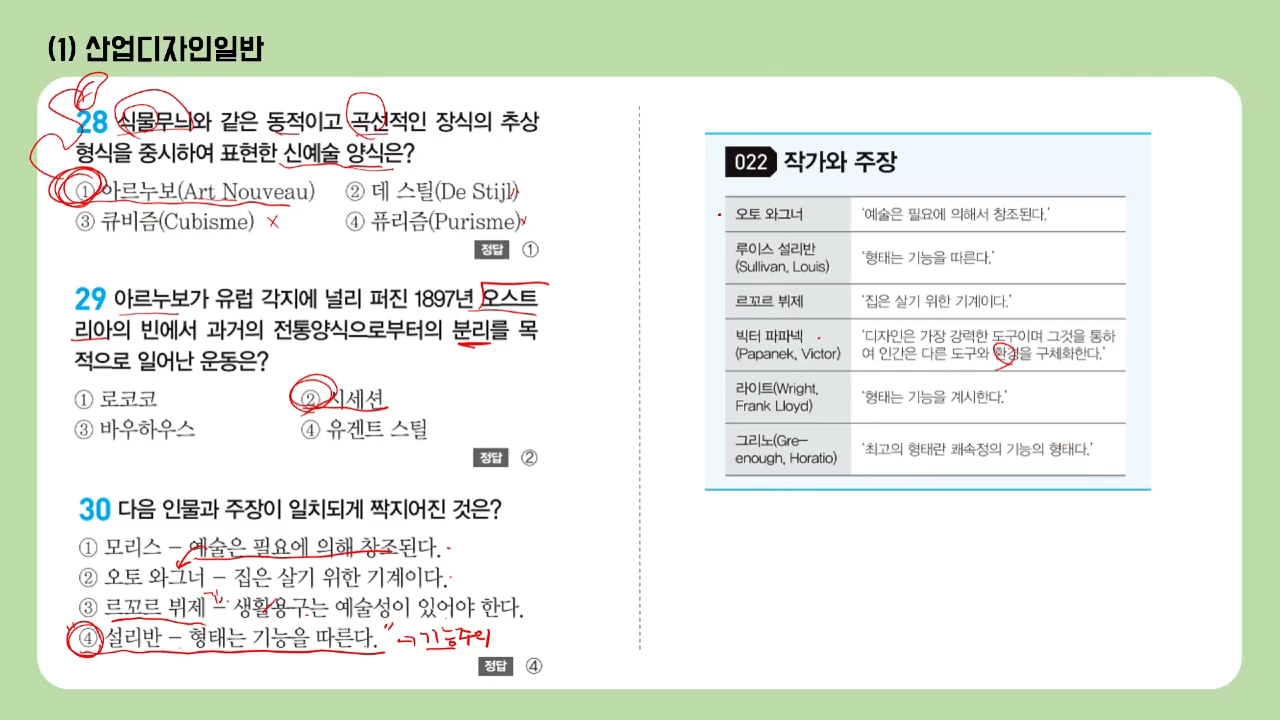 (1) 산업디자인일반
28 식물무늬와 같은 동적이고 곡선적인 장식의 추상
형식을 중시하여 표현한 신예술 양식은?
① 아르누보(Art Nouveau) ② 데 스틸(De Stijl)
③ 큐비즘(Cubisme) ④ 퓨리즘(Purisme)
정답 ①
29 아르누보가 유럽 각지에 널리 퍼진 1897년 오스트
리아의 빈에서 과거의 전통양식으로부터의 분리를 목
적으로 일어난 운동은?
① 로코코 ② 시세션
③ 바우하우스 ④ 유겐트 스틸
정답 ②
30 다음 인물과 주장이 일치되게 짝지어진 것은?
① 모리스 – 예술은 필요에 의해 창조된다.
② 오토 와그너 – 집은 살기 위한 기계이다.
③ 르꼬르 뷔제 – 생활용구는 예술성이 있어야 한다.
④ 설리반 – 형태는 기능을 따른다. " → 기능주의
정답 ④
022 작가와 주장
오토 와그너 '예술은 필요에 의해서 창조된다.'
루이스 설리반
(Sullivan, Louis) '형태는 기능을 따른다.'
르꼬르 뷔제 '집은 살기 위한 기계이다.'
빅터 파파넥 '디자인은 가장 강력한 도구이며 그것을 통하
(Papanek, Victor) 여 인간은 다른 도구와 환경을 구체화한다.'
라이트(Wright,
Frank Lloyd) '형태는 기능을 계시한다.'
그리노(Gre–
enough, Horatio) '최고의 형태란 쾌속정의 기능의 형태다.'